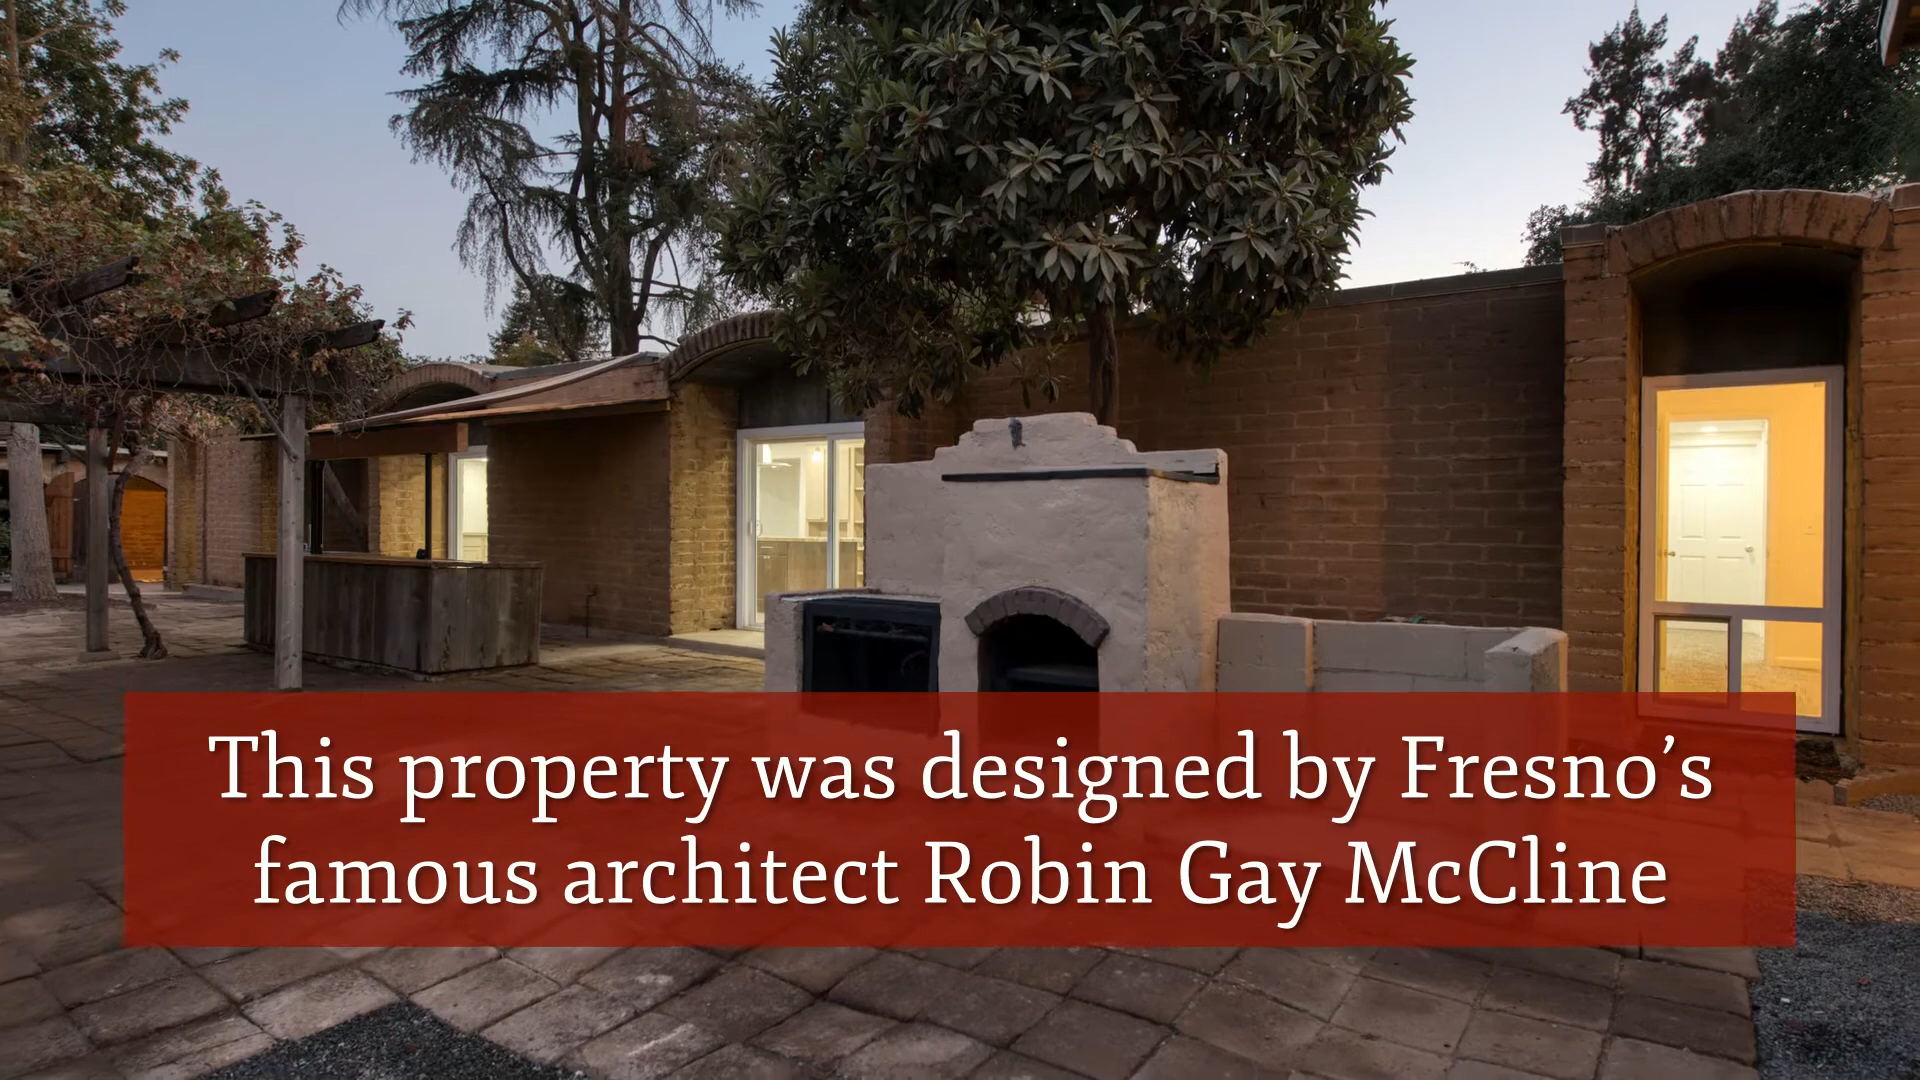 This property was designed by Fresno’s
famous architect Robin Gay McCline